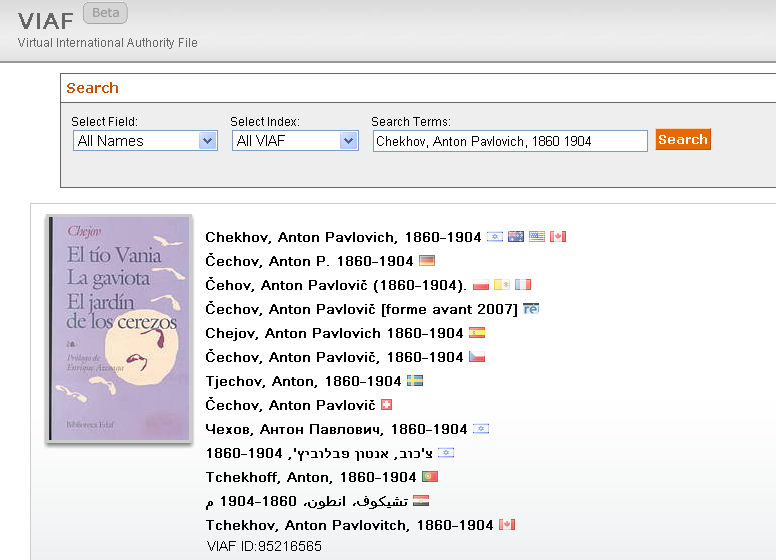 VIAF Beta
Virtual International Authority File
Search
Select Field: Select Index: Search Terms:
All Names All VIAF Chekhov, Anton Pavlovich, 1860 1904 Search
Chejov
El tío Vania
La gaviota
El jardín
de los cerezos
Prólogo de
Enrique Azcoaga
Biblioteca Edaf
Chekhov, Anton Pavlovich, 1860-1904
Čechov, Anton P. 1860-1904
Čehov, Anton Pavlovič (1860-1904).
Čechov, Anton Pavlovič [forme avant 2007] ré
Chejov, Anton Pavlovich 1860-1904
Čechov, Anton Pavlovič, 1860-1904
Tjechov, Anton, 1860-1904
Čechov, Anton Pavlovič
Чехов, Антон Павлович, 1860-1904
צ'כוב, אנטון פבלוביץ', 1860-1904
Tchekhoff, Anton, 1860-1904
تشيكوف، انطون، 1860-1904 م
Tchekhov, Anton Pavlovitch, 1860-1904
VIAF ID:95216565